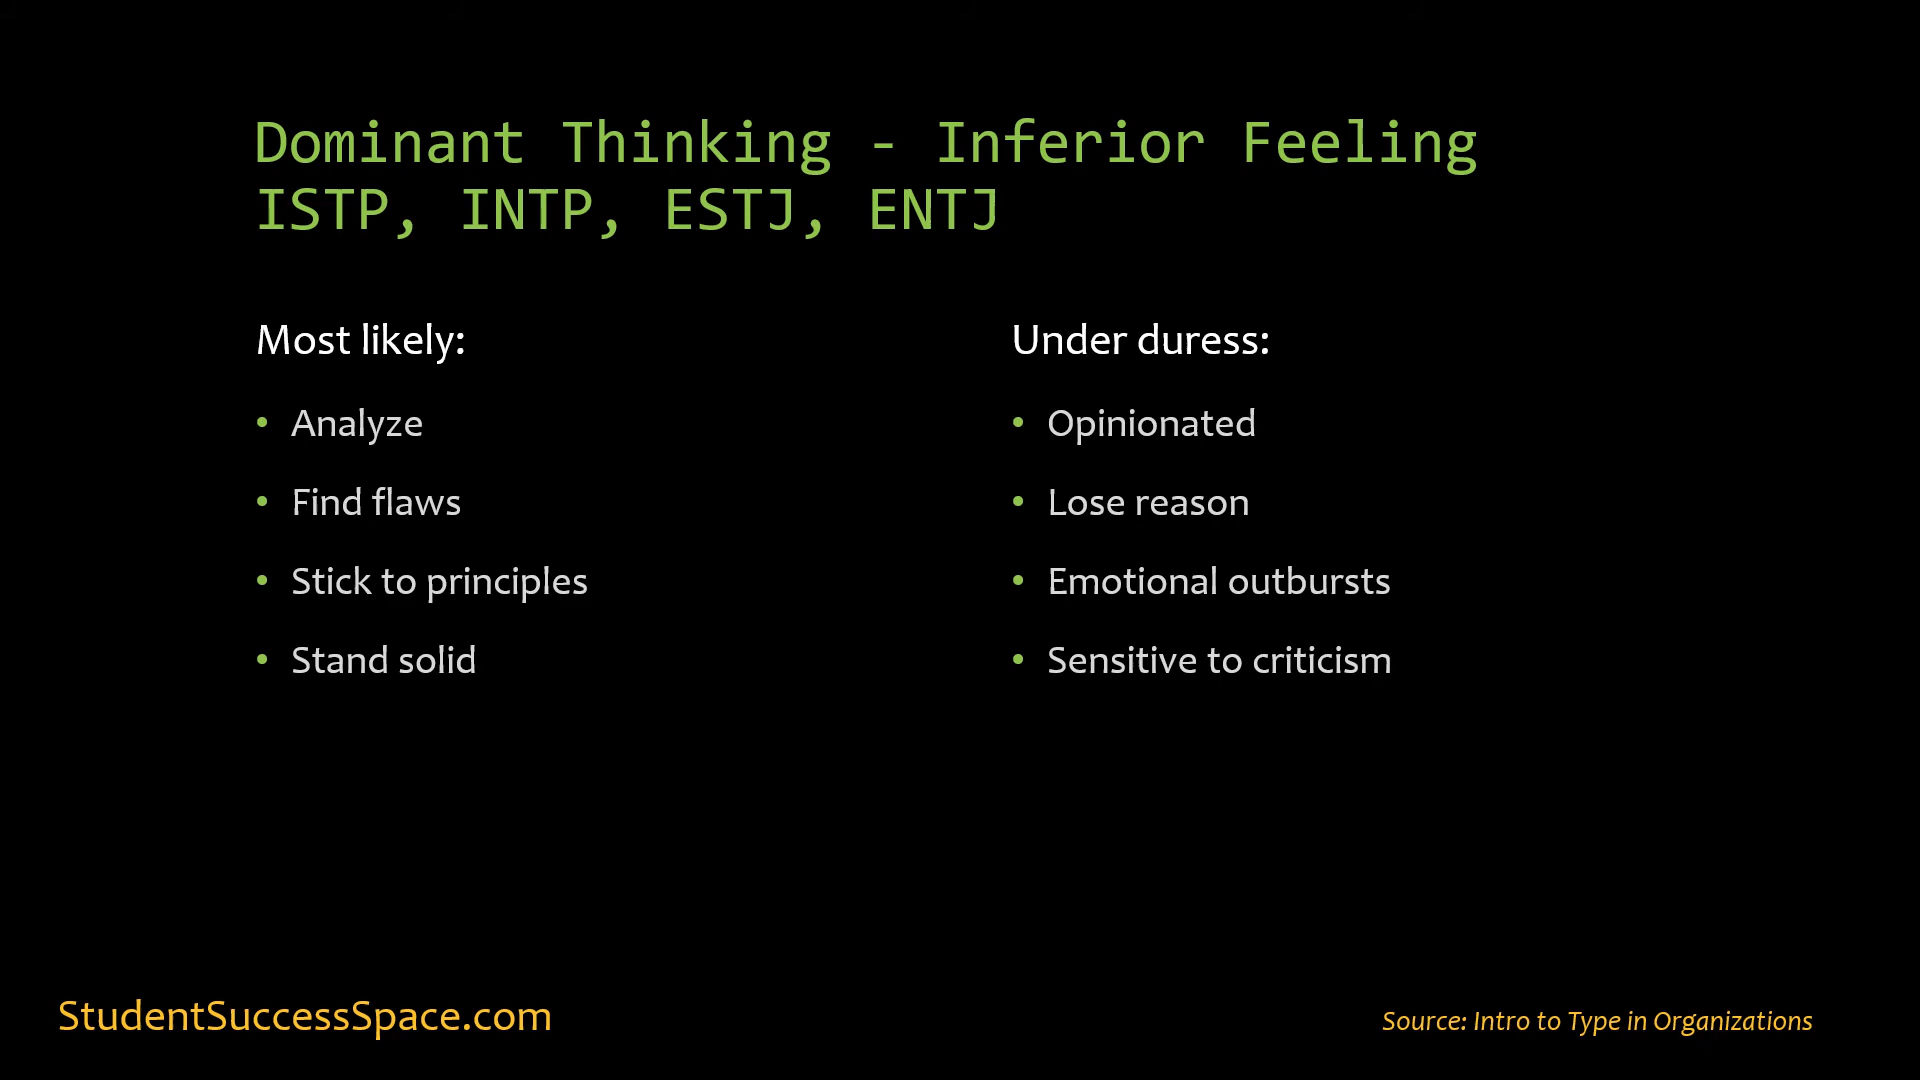 Dominant Thinking - Inferior Feeling
ISTP, INTP, ESTJ, ENTJ
Most likely:
• Analyze
• Find flaws
• Stick to principles
• Stand solid
Under duress:
• Opinionated
• Lose reason
• Emotional outbursts
• Sensitive to criticism
StudentSuccessSpace.com
Source: Intro to Type in Organizations